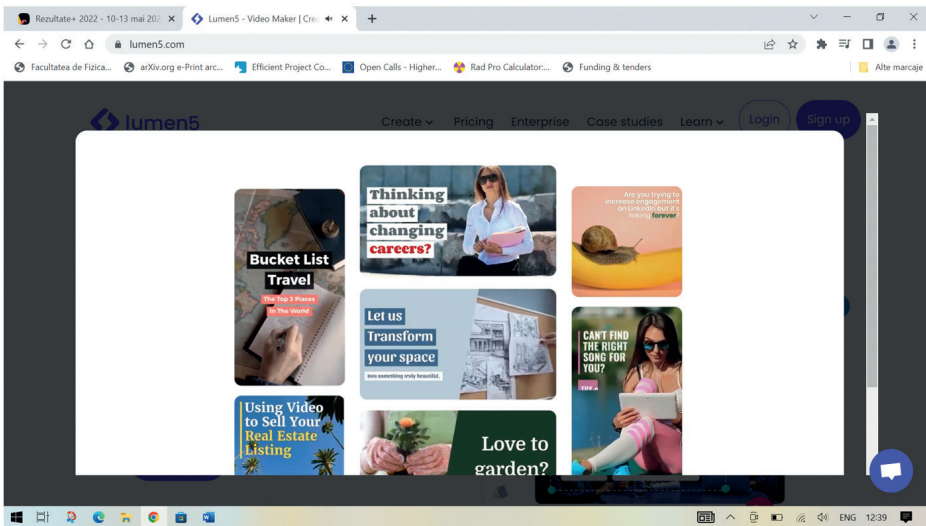 Rezultate+ 2022 - 10-13 mai 202
Lumen5 - Video Maker | Cre
lumen5.com
Facultatea de Fizica...
arXiv.org e-Print arc...
Efficient Project Co...
Open Calls - Higher...
Rad Pro Calculator:...
Funding & tenders
Alte marcaje
lumen5
Create
Pricing
Enterprise
Case studies
Learn
Login
Sign up
Bucket List
Travel
The Top 3 Places
In The World
Using Video
to Sell Your
Real Estate
Listing
Thinking
about
changing
careers?
Let us
Transform
your space
into something truly beautiful.
Love to
garden?
Are you trying to
increase engagement
on LinkedIn but it's
taking forever
CAN'T FIND
THE RIGHT
SONG FOR
YOU?
ENG
12:39